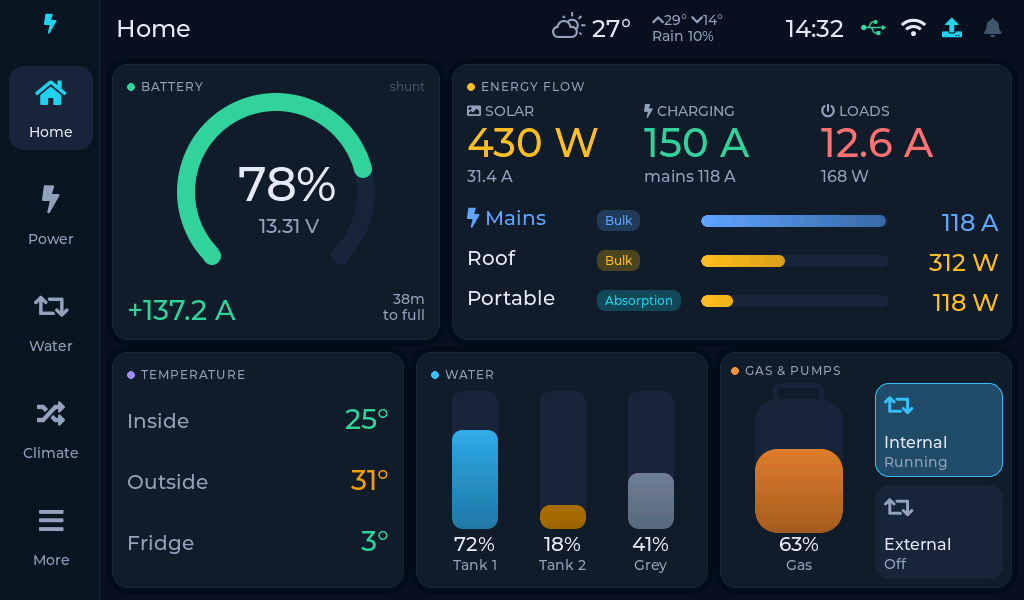 Home
27°
29° 14°
Rain 10%
14:32
Home
Power
Water
Climate
More
BATTERY
shunt
78%
13.31 V
+137.2 A
38m
to full
ENERGY FLOW
SOLAR
430 W
31.4 A
CHARGING
150 A
mains 118 A
LOADS
12.6 A
168 W
Mains Bulk 118 A
Roof Bulk 312 W
Portable Absorption 118 W
TEMPERATURE
Inside 25°
Outside 31°
Fridge 3°
WATER
72% 18% 41%
Tank 1 Tank 2 Grey
GAS & PUMPS
63%
Gas
Internal
Running
External
Off